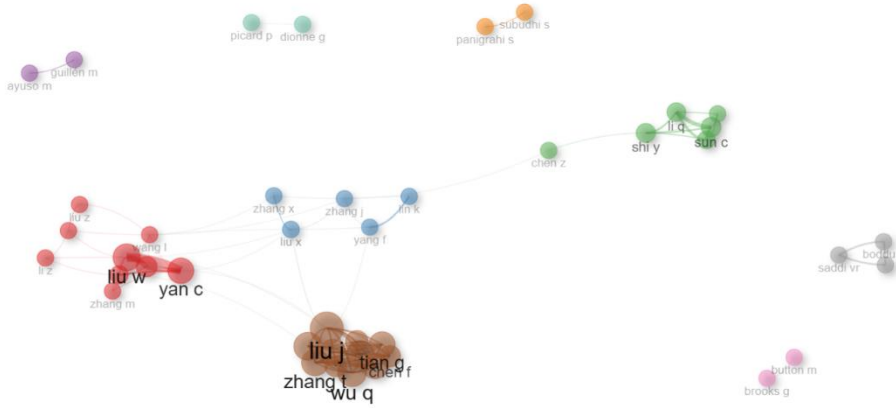 picard p
dionne g
subudhi s
panigrahi s
guillen m
ayuso m
li q
sun c
shi y
chen z
zhang x
zhang j
lin k
liu z
liu x
yang f
wang l
li z
liu w
yan c
zhang m
saddi vr
boddu
liu j
tian g
chen f
zhang t
wu q
button m
brooks g